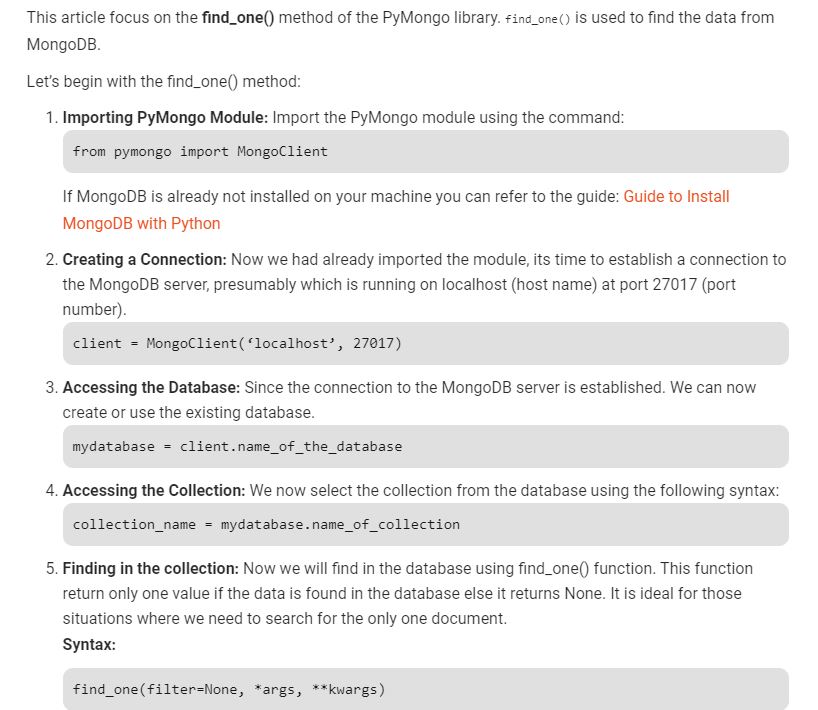 This article focus on the find_one() method of the PyMongo library. find_one() is used to find the data from
MongoDB.
Let's begin with the find_one() method:
1. Importing PyMongo Module: Import the PyMongo module using the command:
from pymongo import MongoClient
If MongoDB is already not installed on your machine you can refer to the guide: Guide to Install
MongoDB with Python
2. Creating a Connection: Now we had already imported the module, its time to establish a connection to
the MongoDB server, presumably which is running on localhost (host name) at port 27017 (port
number).
client = MongoClient(‘localhost’, 27017)
3. Accessing the Database: Since the connection to the MongoDB server is established. We can now
create or use the existing database.
mydatabase = client.name_of_the_database
4. Accessing the Collection: We now select the collection from the database using the following syntax:
collection_name = mydatabase.name_of_collection
5. Finding in the collection: Now we will find in the database using find_one() function. This function
return only one value if the data is found in the database else it returns None. It is ideal for those
situations where we need to search for the only one document.
Syntax:
find_one(filter=None, *args, **kwargs)